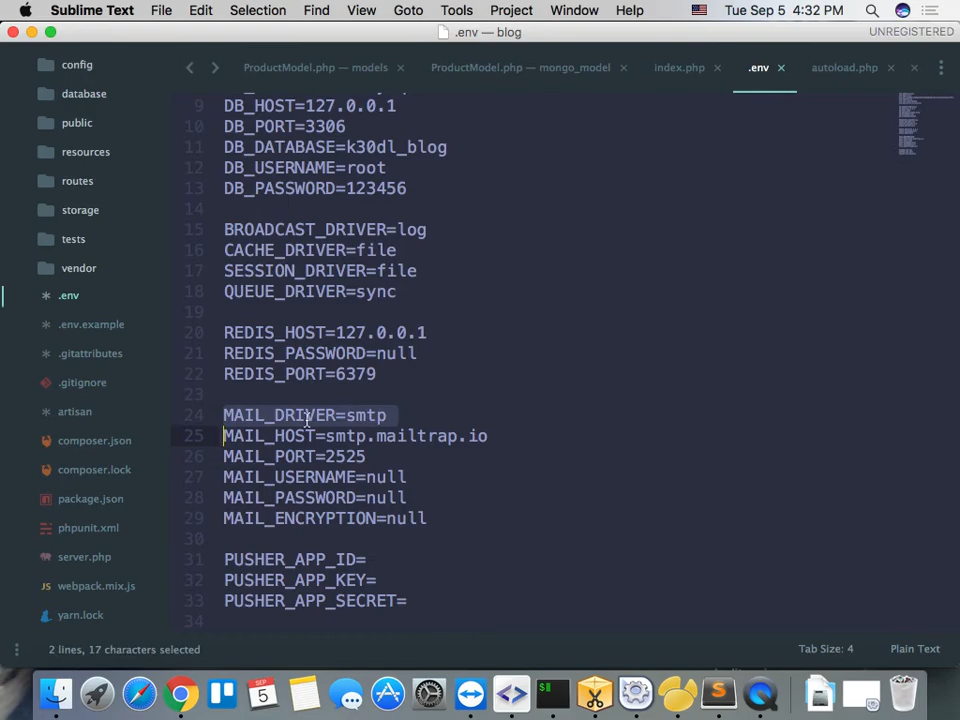 Sublime Text File Edit Selection Find View Goto Tools Project Window Help Tue Sep 5 4:32 PM
.env — blog UNREGISTERED
ProductModel.php — models ProductModel.php — mongo_model index.php .env autoload.php
config
database
public
resources
routes
storage
tests
vendor
.env
.env.example
.gitattributes
.gitignore
artisan
composer.json
composer.lock
package.json
phpunit.xml
server.php
JS webpack.mix.js
yarn.lock
9 DB_HOST=127.0.0.1
10 DB_PORT=3306
11 DB_DATABASE=k30dl_blog
12 DB_USERNAME=root
13 DB_PASSWORD=123456
14
15 BROADCAST_DRIVER=log
16 CACHE_DRIVER=file
17 SESSION_DRIVER=file
18 QUEUE_DRIVER=sync
19
20 REDIS_HOST=127.0.0.1
21 REDIS_PASSWORD=null
22 REDIS_PORT=6379
23
24 MAIL_DRIVER=smtp
25 MAIL_HOST=smtp.mailtrap.io
26 MAIL_PORT=2525
27 MAIL_USERNAME=null
28 MAIL_PASSWORD=null
29 MAIL_ENCRYPTION=null
30
31 PUSHER_APP_ID=
32 PUSHER_APP_KEY=
33 PUSHER_APP_SECRET=
34
2 lines, 17 characters selected Tab Size: 4 Plain Text
SEP
5